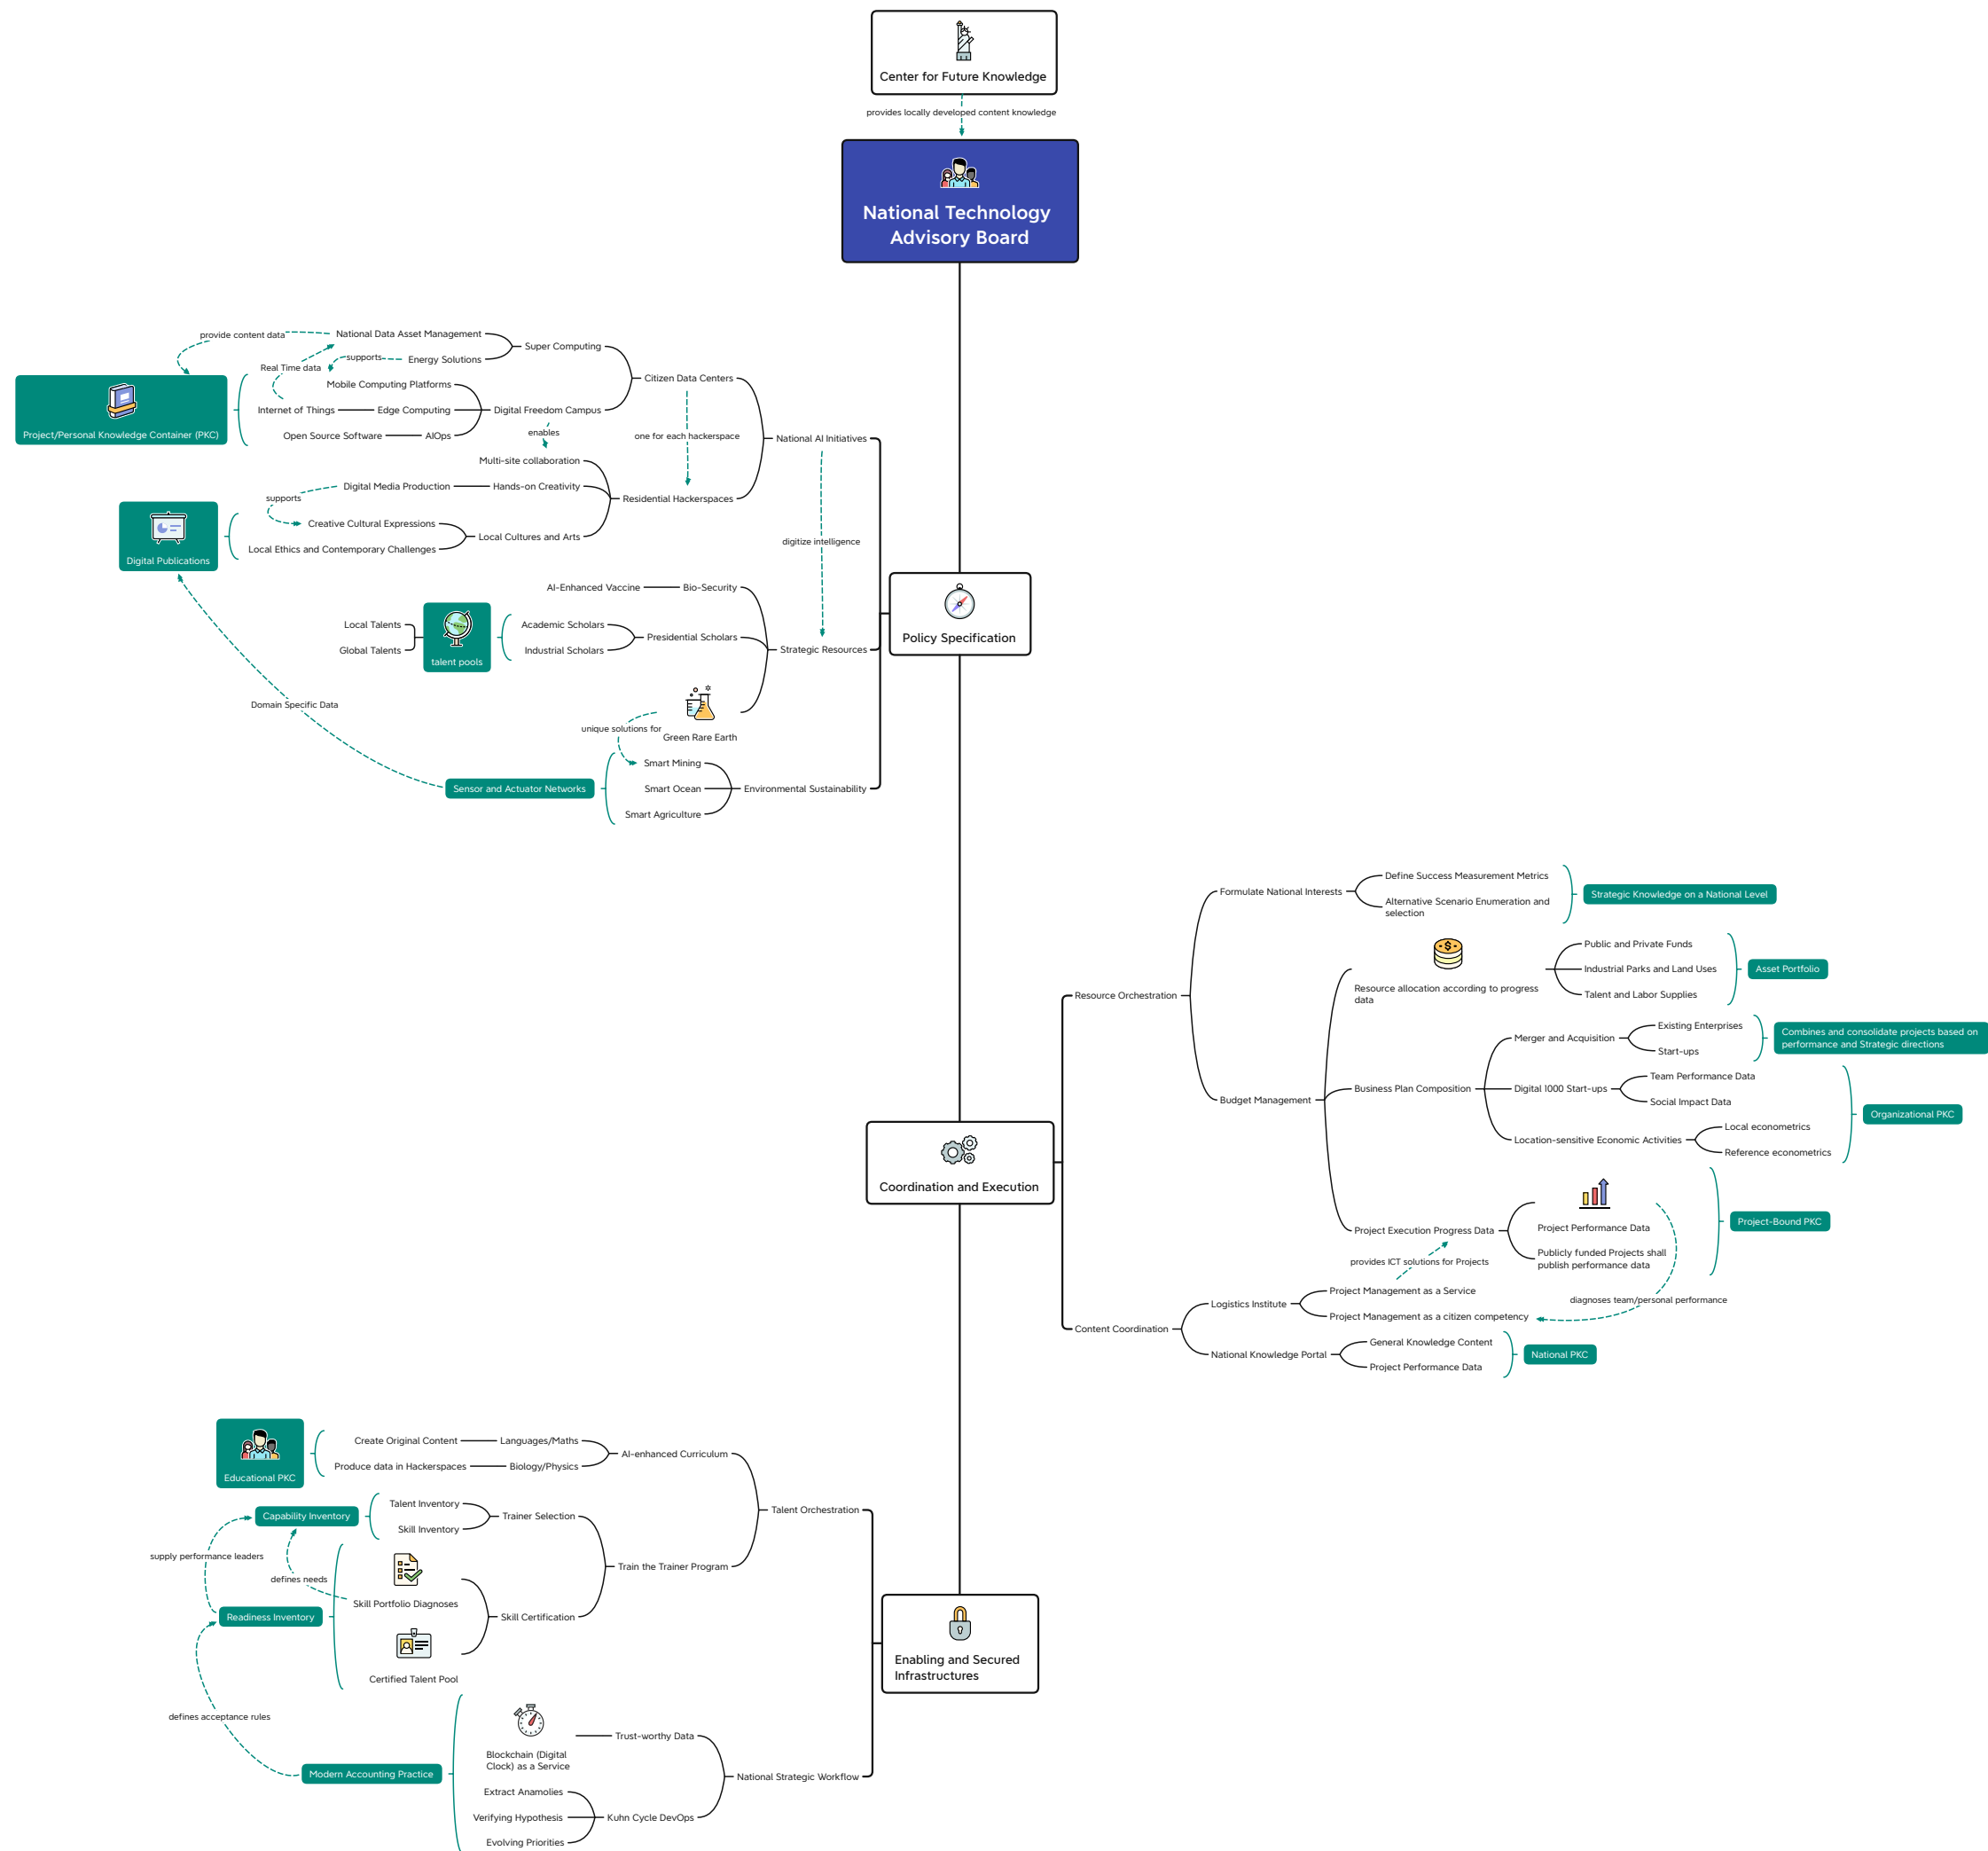 Center for Future Knowledge
provides locally developed content knowledge
National Technology
Advisory Board
provide content data
National Data Asset Management
Super Computing
Real Time data
supports
Energy Solutions
Citizen Data Centers
Mobile Computing Platforms
Project/Personal Knowledge Container (PKC)
Internet of Things
Edge Computing
Digital Freedom Campus
Open Source Software
AIOps
enables
one for each hackerspace
National AI Initiatives
Multi-site collaboration
supports
Digital Media Production
Hands-on Creativity
Residential Hackerspaces
Creative Cultural Expressions
Local Cultures and Arts
Local Ethics and Contemporary Challenges
Digital Publications
digitize intelligence
AI-Enhanced Vaccine
Bio-Security
Local Talents
Global Talents
talent pools
Academic Scholars
Industrial Scholars
Presidential Scholars
Strategic Resources
Policy Specification
Domain Specific Data
unique solutions for
Green Rare Earth
Smart Mining
Sensor and Actuator Networks
Smart Ocean
Environmental Sustainability
Smart Agriculture
Formulate National Interests
Define Success Measurement Metrics
Alternative Scenario Enumeration and
selection
Strategic Knowledge on a National Level
Resource Orchestration
Resource allocation according to progress
data
Public and Private Funds
Industrial Parks and Land Uses
Talent and Labor Supplies
Asset Portfolio
Budget Management
Business Plan Composition
Merger and Acquisition
Existing Enterprises
Start-ups
Combines and consolidate projects based on
performance and Strategic directions
Digital 1000 Start-ups
Team Performance Data
Social Impact Data
Organizational PKC
Location-sensitive Economic Activities
Local econometrics
Reference econometrics
Coordination and Execution
Project Execution Progress Data
Project Performance Data
Publicly funded Projects shall
publish performance data
Project-Bound PKC
provides ICT solutions for Projects
diagnoses team/personal performance
Content Coordination
Logistics Institute
Project Management as a Service
Project Management as a citizen competency
National Knowledge Portal
General Knowledge Content
Project Performance Data
National PKC
Educational PKC
Create Original Content
Languages/Maths
AI-enhanced Curriculum
Produce data in Hackerspaces
Biology/Physics
Talent Orchestration
Capability Inventory
Talent Inventory
Skill Inventory
Trainer Selection
supply performance leaders
defines needs
Train the Trainer Program
Skill Portfolio Diagnoses
Readiness Inventory
Skill Certification
Certified Talent Pool
Enabling and Secured
Infrastructures
defines acceptance rules
Blockchain (Digital
Clock) as a Service
Trust-worthy Data
Modern Accounting Practice
National Strategic Workflow
Extract Anamolies
Verifying Hypothesis
Kuhn Cycle DevOps
Evolving Priorities